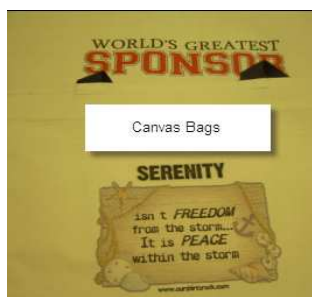 WORLD'S GREATEST
SPONSOR
Canvas Bags
SERENITY
isn t FREEDOM
from the storm...
It is PEACE
within the storm